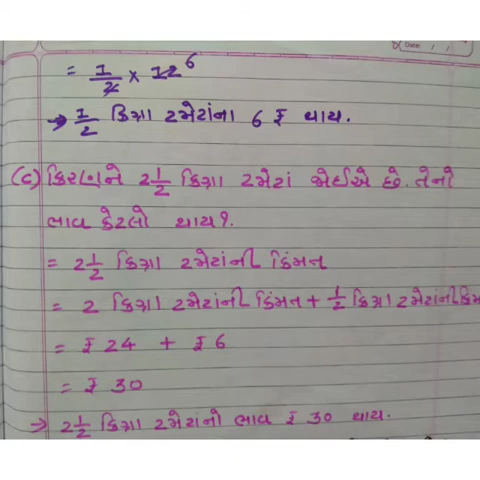 Date: / /
= 1/2 × 12 6
→ 1/2 કિગ્રા ટમેટાંના 6 ₹ થાય.
(c) કિરણને 2 1/2 કિગ્રા ટમેટાં જોઈએ છે. તેનો
ભાવ કેટલો થાય?
= 2 1/2 કિગ્રા ટમેટાંની કિંમત
= 2 કિગ્રા ટમેટાંની કિંમત + 1/2 કિગ્રા ટમેટાંની કિંમ
= ₹ 24 + ₹ 6
= ₹ 30
→ 2 1/2 કિગ્રા ટમેટાંનો ભાવ ₹ 30 થાય.